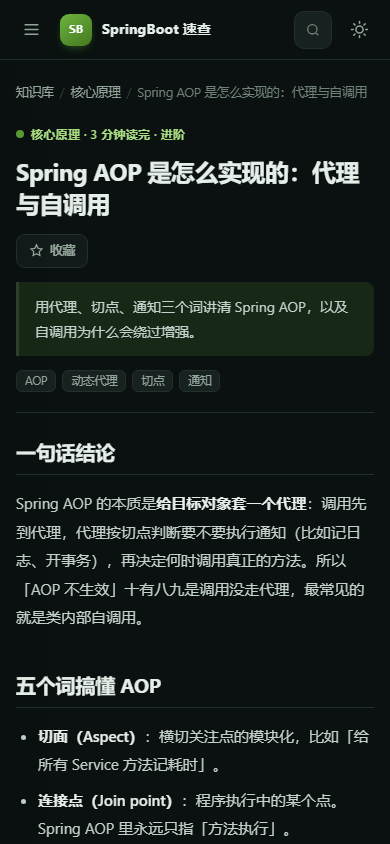 SB SpringBoot 速查
知识库 / 核心原理 / Spring AOP 是怎么实现的：代理与自调用
核心原理 · 3 分钟读完 · 进阶
Spring AOP 是怎么实现的：代理
与自调用
收藏
用代理、切点、通知三个词讲清 Spring AOP，以及
自调用为什么会绕过增强。
AOP 动态代理 切点 通知
一句话结论
Spring AOP 的本质是给目标对象套一个代理：调用先
到代理，代理按切点判断要不要执行通知（比如记日
志、开事务），再决定何时调用真正的方法。所以
「AOP 不生效」十有八九是调用没走代理，最常见的
就是类内部自调用。
五个词搞懂 AOP
• 切面（Aspect）：横切关注点的模块化，比如「给
所有 Service 方法记耗时」。
• 连接点（Join point）：程序执行中的某个点。
Spring AOP 里永远只指「方法执行」。